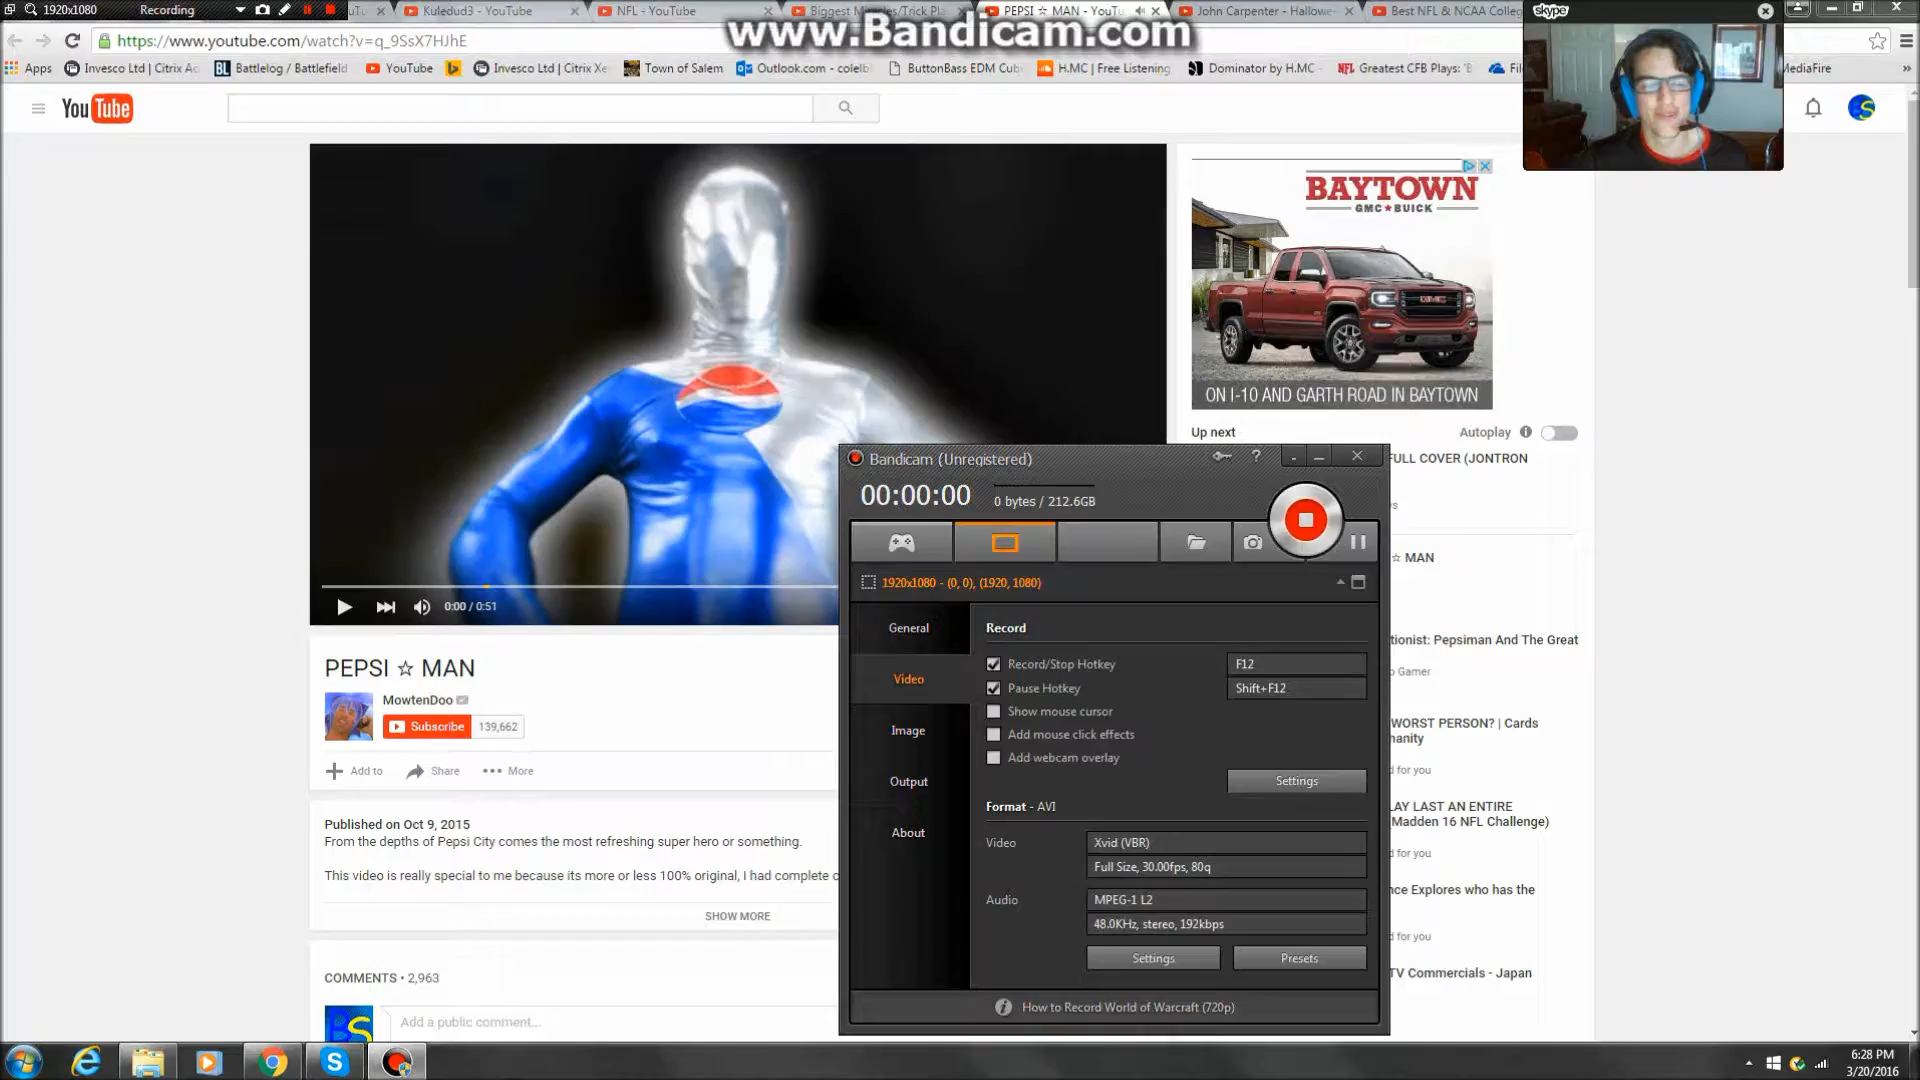 1920x1080 Recording
Kuledud3 - YouTube
NFL - YouTube
Biggest
PEPSI ☆ MAN - YouT
John Carpenter - Hallowe
Best NFL & NCAA Colleg
www.Bandicam.com
skype
https://www.youtube.com/watch?v=q_9SsX7HJhE
Apps
Invesco Ltd | Citrix Ac
BL Battlelog / Battlefield
YouTube
Invesco Ltd | Citrix Xe
Town of Salem
Outlook.com - colelb
ButtonBass EDM Cub
H.MC | Free Listening
Dominator by H.MC -
Greatest CFB Plays: 'B
MediaFire
YouTube
BAYTOWN
GMC ★ BUICK
GMC
ON I-10 AND GARTH ROAD IN BAYTOWN
Up next
Autoplay
FULL COVER (JONTRON
☆ MAN
tionist: Pepsiman And The Great
o Gamer
WORST PERSON? | Cards
manity
d for you
LAY LAST AN ENTIRE
(Madden 16 NFL Challenge)
d for you
nce Explores who has the
d for you
TV Commercials - Japan
0:00 / 0:51
PEPSI ☆ MAN
MowtenDoo
Subscribe 139,662
Add to
Share
More
Published on Oct 9, 2015
From the depths of Pepsi City comes the most refreshing super hero or something.
This video is really special to me because its more or less 100% original, I had complete c
SHOW MORE
COMMENTS • 2,963
BS
Add a public comment...
Bandicam (Unregistered)
00:00:00
0 bytes / 212.6GB
1920x1080 - (0, 0), (1920, 1080)
General
Video
Image
Output
About
Record
Record/Stop Hotkey F12
Pause Hotkey Shift+F12
Show mouse cursor
Add mouse click effects
Add webcam overlay
Settings
Format - AVI
Video
Xvid (VBR)
Full Size, 30.00fps, 80q
Audio
MPEG-1 L2
48.0KHz, stereo, 192kbps
Settings
Presets
How to Record World of Warcraft (720p)
6:28 PM
3/20/2016